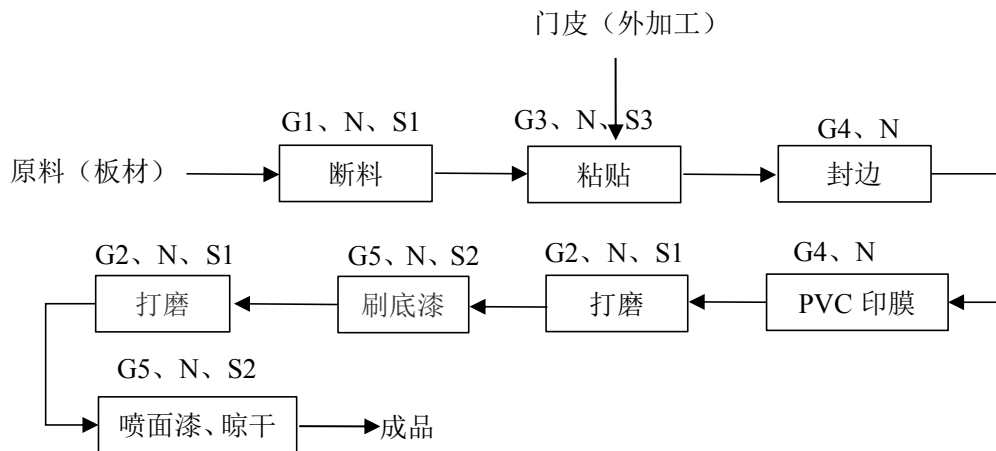 门皮（外加工）
G1、N、S1
G3、N、S3
G4、N
原料（板材）
断料
粘贴
封边
G2、N、S1
G5、N、S2
G2、N、S1
G4、N
打磨
刷底漆
打磨
PVC 印膜
G5、N、S2
喷面漆、晾干
成品